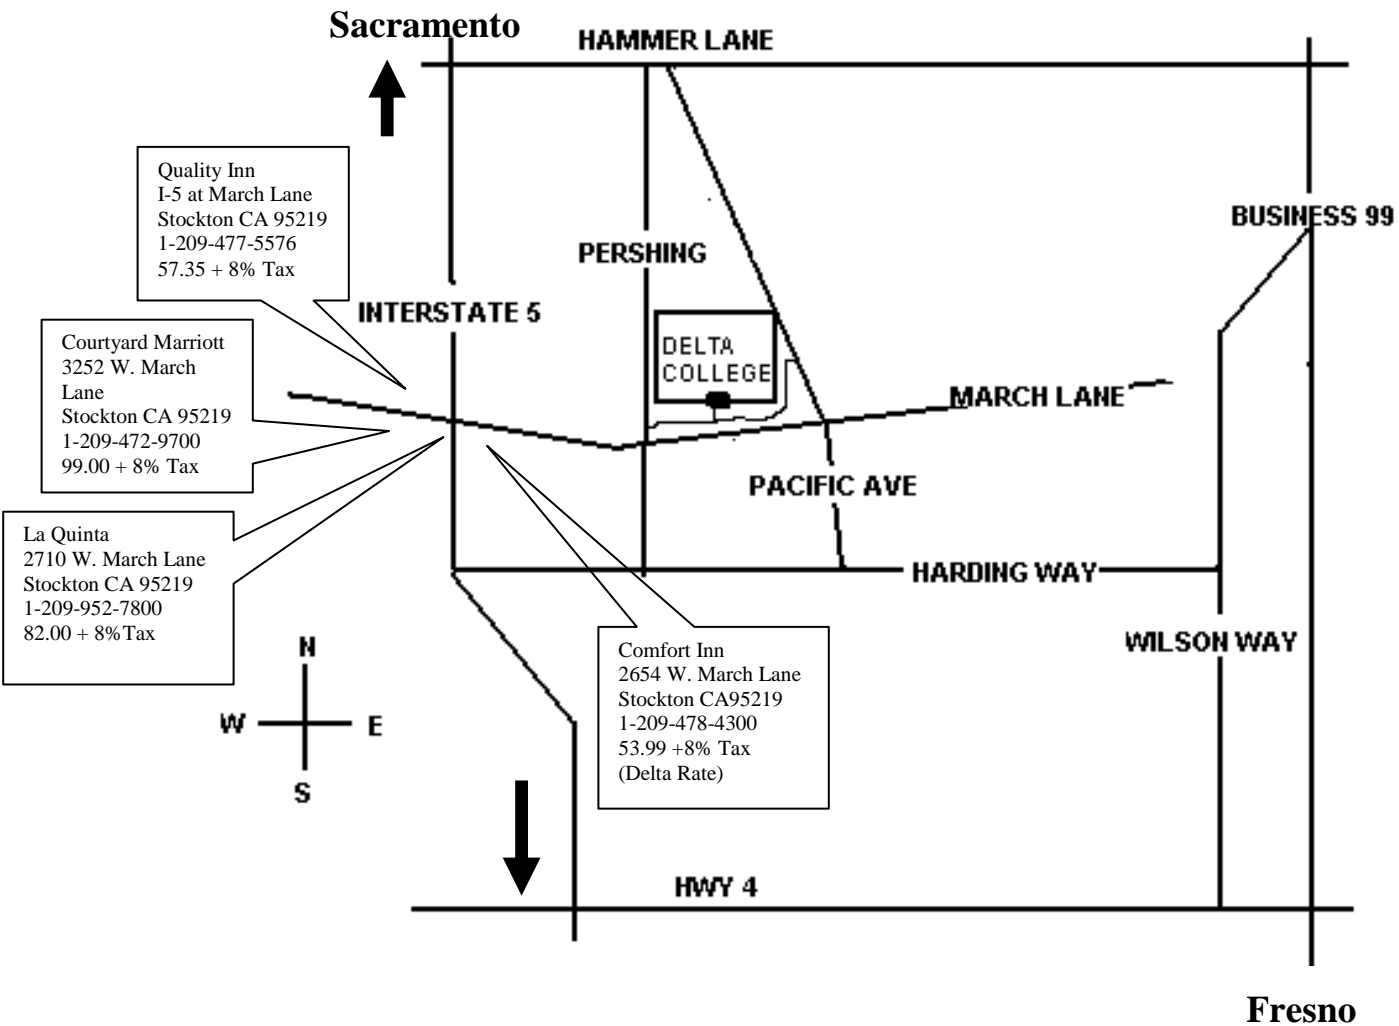 Sacramento
HAMMER LANE
Quality Inn
I-5 at March Lane
Stockton CA 95219
1-209-477-5576
57.35 + 8% Tax
BUSINESS 99
PERSHING
INTERSTATE 5
Courtyard Marriott
3252 W. March
Lane
Stockton CA 95219
1-209-472-9700
99.00 + 8% Tax
DELTA
COLLEGE
MARCH LANE
PACIFIC AVE
La Quinta
2710 W. March Lane
Stockton CA 95219
1-209-952-7800
82.00 + 8%Tax
HARDING WAY
WILSON WAY
Comfort Inn
2654 W. March Lane
Stockton CA95219
1-209-478-4300
53.99 +8% Tax
(Delta Rate)
N
W
E
S
HWY 4
Fresno